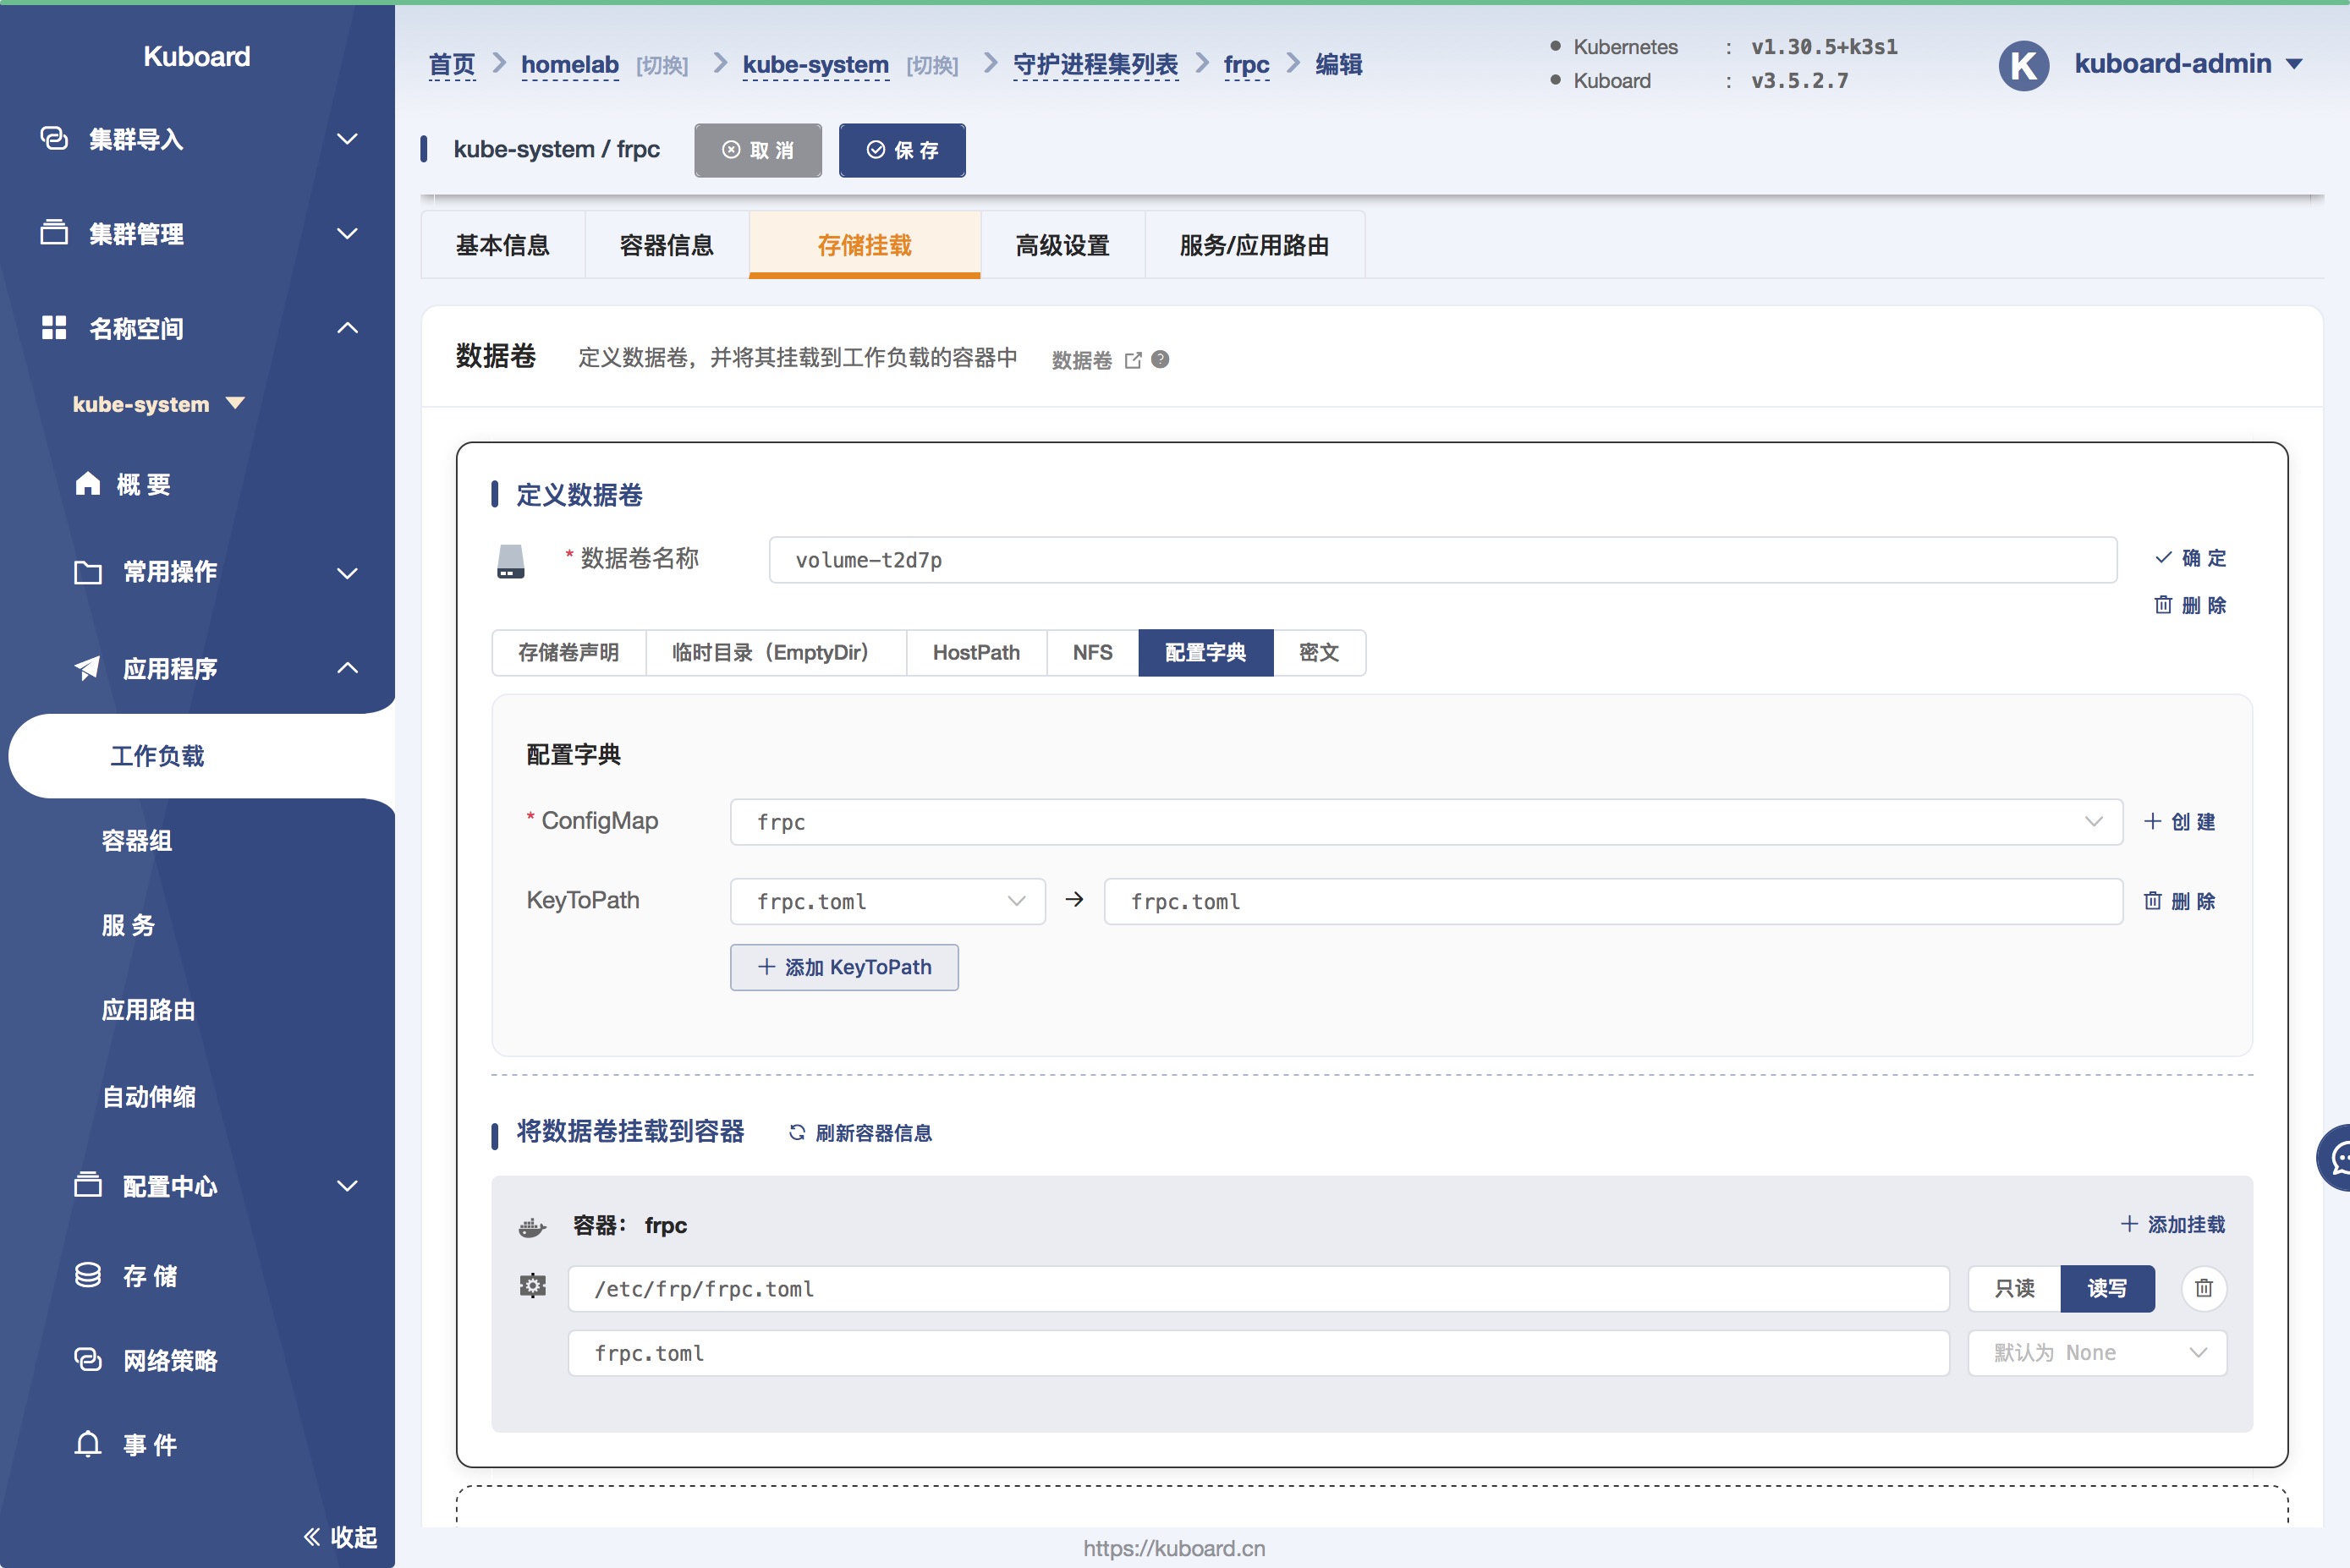 Kuboard
集群导入
集群管理
名称空间
kube-system
概 要
常用操作
应用程序
工作负载
容器组
服 务
应用路由
自动伸缩
配置中心
存 储
网络策略
事 件
收起
首页 homelab [切换] kube-system [切换] 守护进程集列表 frpc 编辑
Kubernetes : v1.30.5+k3s1
Kuboard : v3.5.2.7
K kuboard-admin
kube-system / frpc 取 消 保 存
基本信息 容器信息 存储挂载 高级设置 服务/应用路由
数据卷 定义数据卷，并将其挂载到工作负载的容器中 数据卷
定义数据卷
* 数据卷名称 volume-t2d7p 确 定
删 除
存储卷声明 临时目录（EmptyDir） HostPath NFS 配置字典 密文
配置字典
* ConfigMap frpc + 创 建
KeyToPath frpc.toml → frpc.toml 删 除
+ 添加 KeyToPath
将数据卷挂载到容器 刷新容器信息
容器： frpc + 添加挂载
/etc/frp/frpc.toml 只读 读写
frpc.toml 默认为 None
https://kuboard.cn